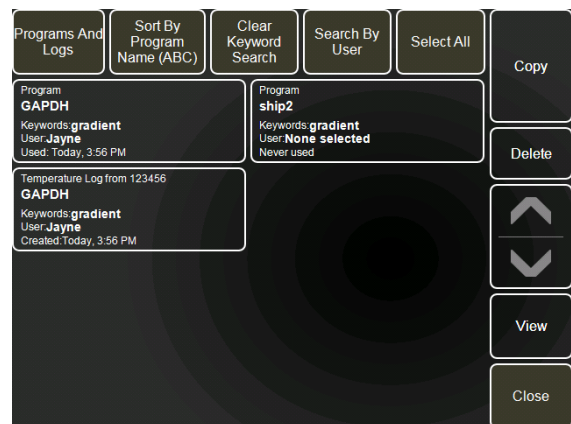 Programs And
Logs
Sort By
Program
Name (ABC)
Clear
Keyword
Search
Search By
User
Select All
Copy
Program
GAPDH
Keywords:gradient
User:Jayne
Used: Today, 3:56 PM
Program
ship2
Keywords:gradient
User:None selected
Never used
Delete
Temperature Log from 123456
GAPDH
Keywords:gradient
User:Jayne
Created:Today, 3:56 PM
View
Close